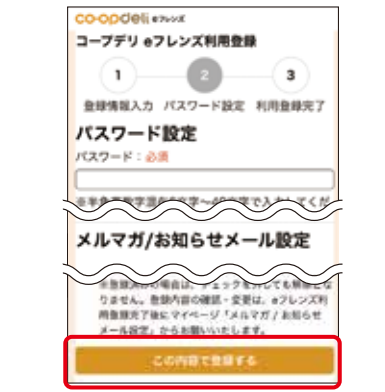 co·opdeli eフレンズ
コープデリ eフレンズ利用登録
1 2 3
登録情報入力 パスワード設定 利用登録完了
パスワード設定
パスワード：必須
メルマガ/お知らせメール設定
りません。登録内容の確認・変更は、eフレンズ利
用登録完了後にマイページ「メルマガ / お知らせ
メール設定」からお願いいたします。
この内容で登録する